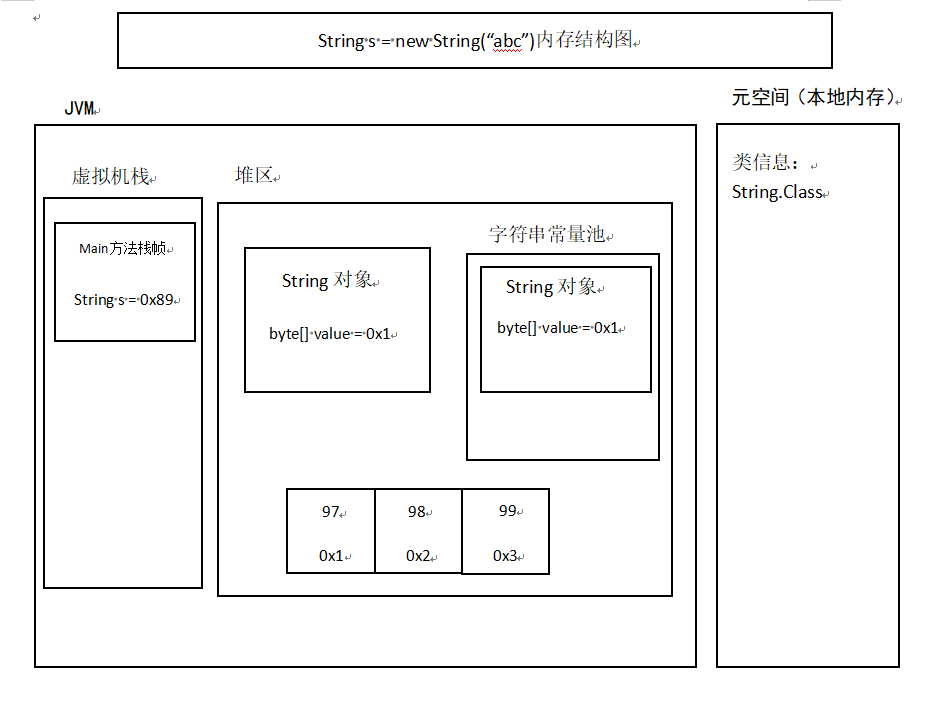 String s = new String(“abc”)内存结构图
JVM
元空间（本地内存）
虚拟机栈
堆区
类信息：
String.Class
Main方法栈帧
String s = 0x89
字符串常量池
String 对象
byte[] value = 0x1
String 对象
byte[] value = 0x1
97
98
99
0x1
0x2
0x3